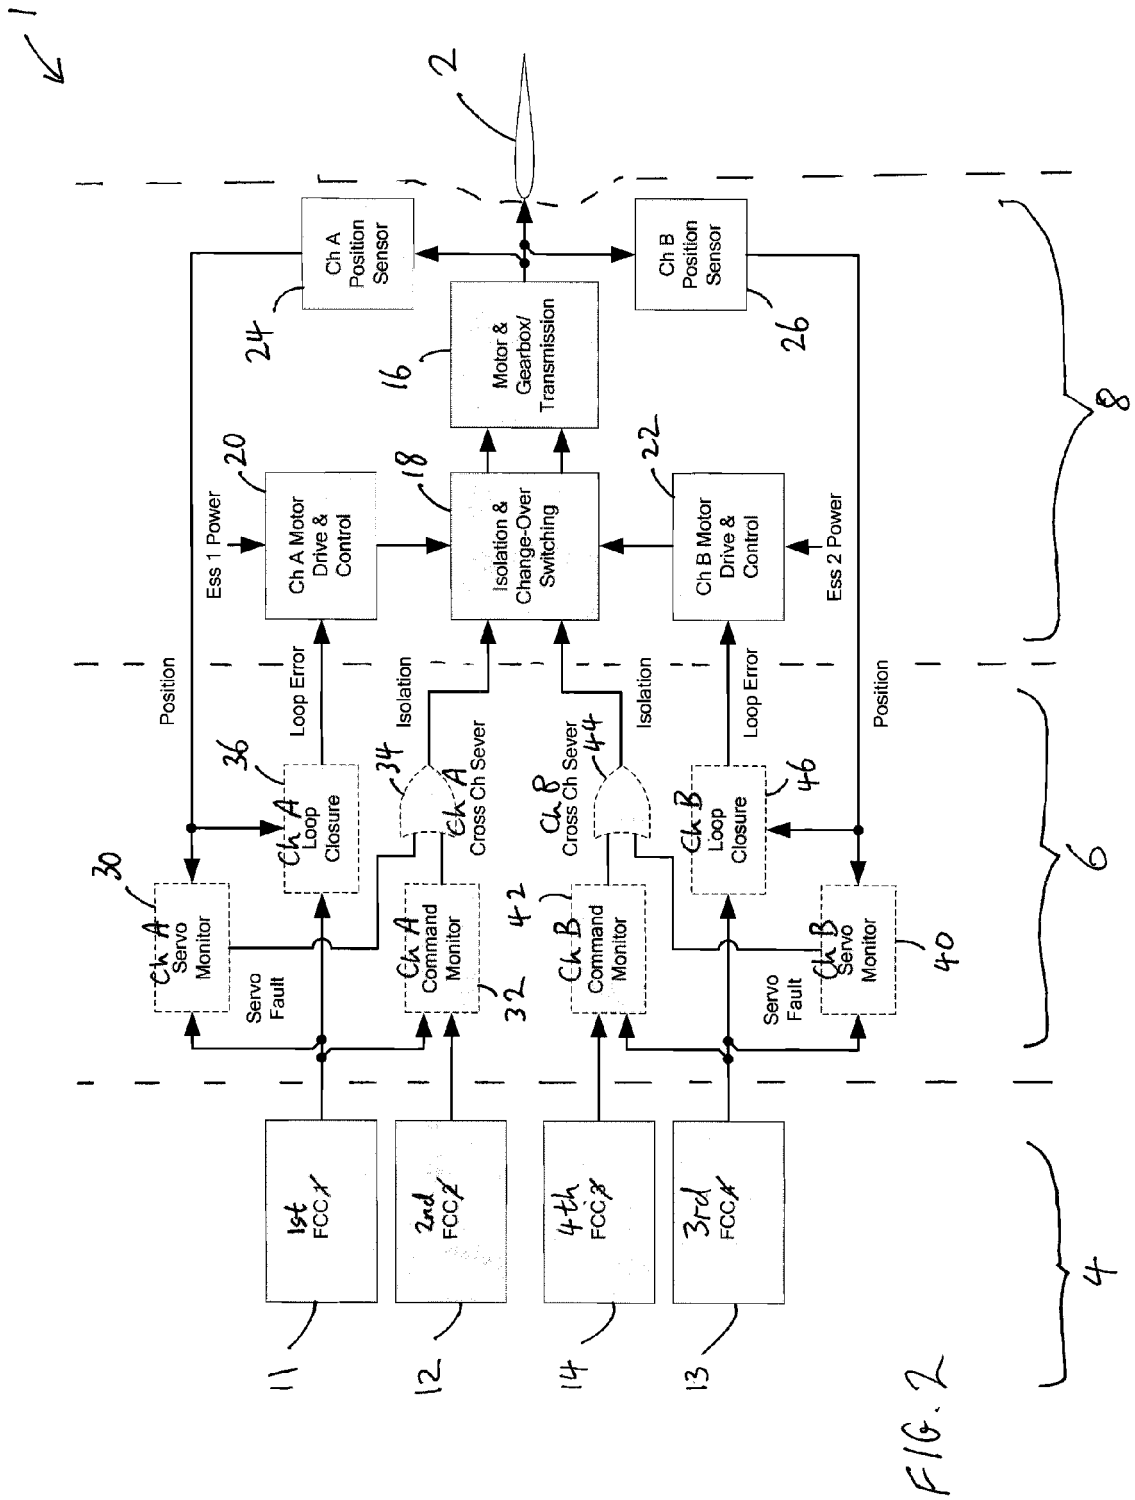 1
2
Ch A
Position
Sensor
24
Ch B
Position
Sensor
26
Motor &
Gearbox/
Transmission
16
Ess 1 Power
20
Ch A Motor
Drive &
Control
18
Isolation &
Change-Over
Switching
22
Ch B Motor
Drive &
Control
Ess 2 Power
8
Position
Loop Error
Isolation
Isolation
Loop Error
Position
36
Ch A
Loop
Closure
34
Ch A
Cross Ch Sever
Ch B
Cross Ch Sever
44
Ch B
Loop
Closure
46
30
Ch A
Servo
Monitor
Servo
Fault
Ch A
Command
Monitor
32
42
Ch B
Command
Monitor
Servo
Fault
Ch B
Servo
Monitor
40
6
1st
FCC
11
2nd
FCC
12
4th
FCC
14
3rd
FCC
13
4
FIG. 2